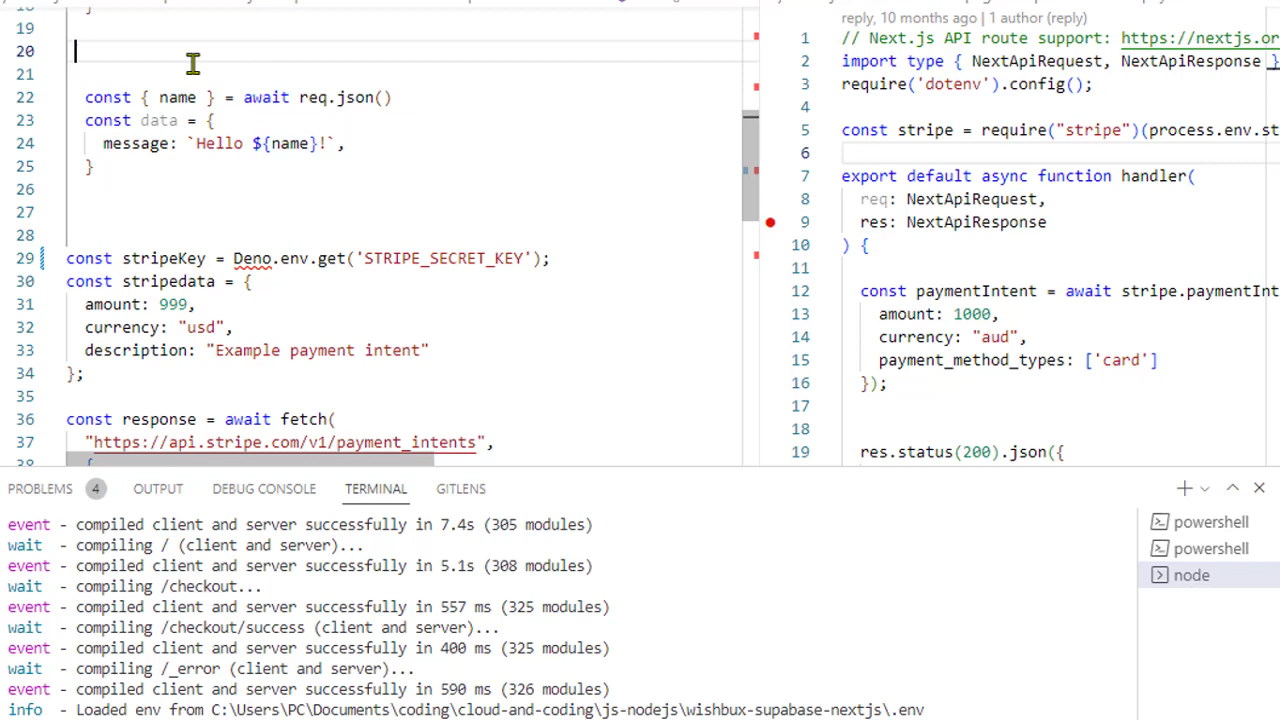 18 }
19
20
21
22 const { name } = await req.json()
23 const data = {
24 message: `Hello ${name}!`,
25 }
26
27
28
29 const stripeKey = Deno.env.get('STRIPE_SECRET_KEY');
30 const stripedata = {
31 amount: 999,
32 currency: "usd",
33 description: "Example payment intent"
34 };
35
36 const response = await fetch(
37 "https://api.stripe.com/v1/payment_intents",
38 {
reply, 10 months ago | 1 author (reply)
1 // Next.js API route support: https://nextjs.or
2 import type { NextApiRequest, NextApiResponse }
3 require('dotenv').config();
4
5 const stripe = require("stripe")(process.env.st
6
7 export default async function handler(
8 req: NextApiRequest,
9 res: NextApiResponse
10 ) {
11
12 const paymentIntent = await stripe.paymentInt
13 amount: 1000,
14 currency: "aud",
15 payment_method_types: ['card']
16 });
17
18
19 res.status(200).json({
PROBLEMS 4 OUTPUT DEBUG CONSOLE TERMINAL GITLENS
event - compiled client and server successfully in 7.4s (305 modules)
wait - compiling / (client and server)...
event - compiled client and server successfully in 5.1s (308 modules)
wait - compiling /checkout...
event - compiled client and server successfully in 557 ms (325 modules)
wait - compiling /checkout/success (client and server)...
event - compiled client and server successfully in 400 ms (325 modules)
wait - compiling /_error (client and server)...
event - compiled client and server successfully in 590 ms (326 modules)
info - Loaded env from C:\Users\PC\Documents\coding\cloud-and-coding\js-nodejs\wishbux-supabase-nextjs\.env
powershell
powershell
node